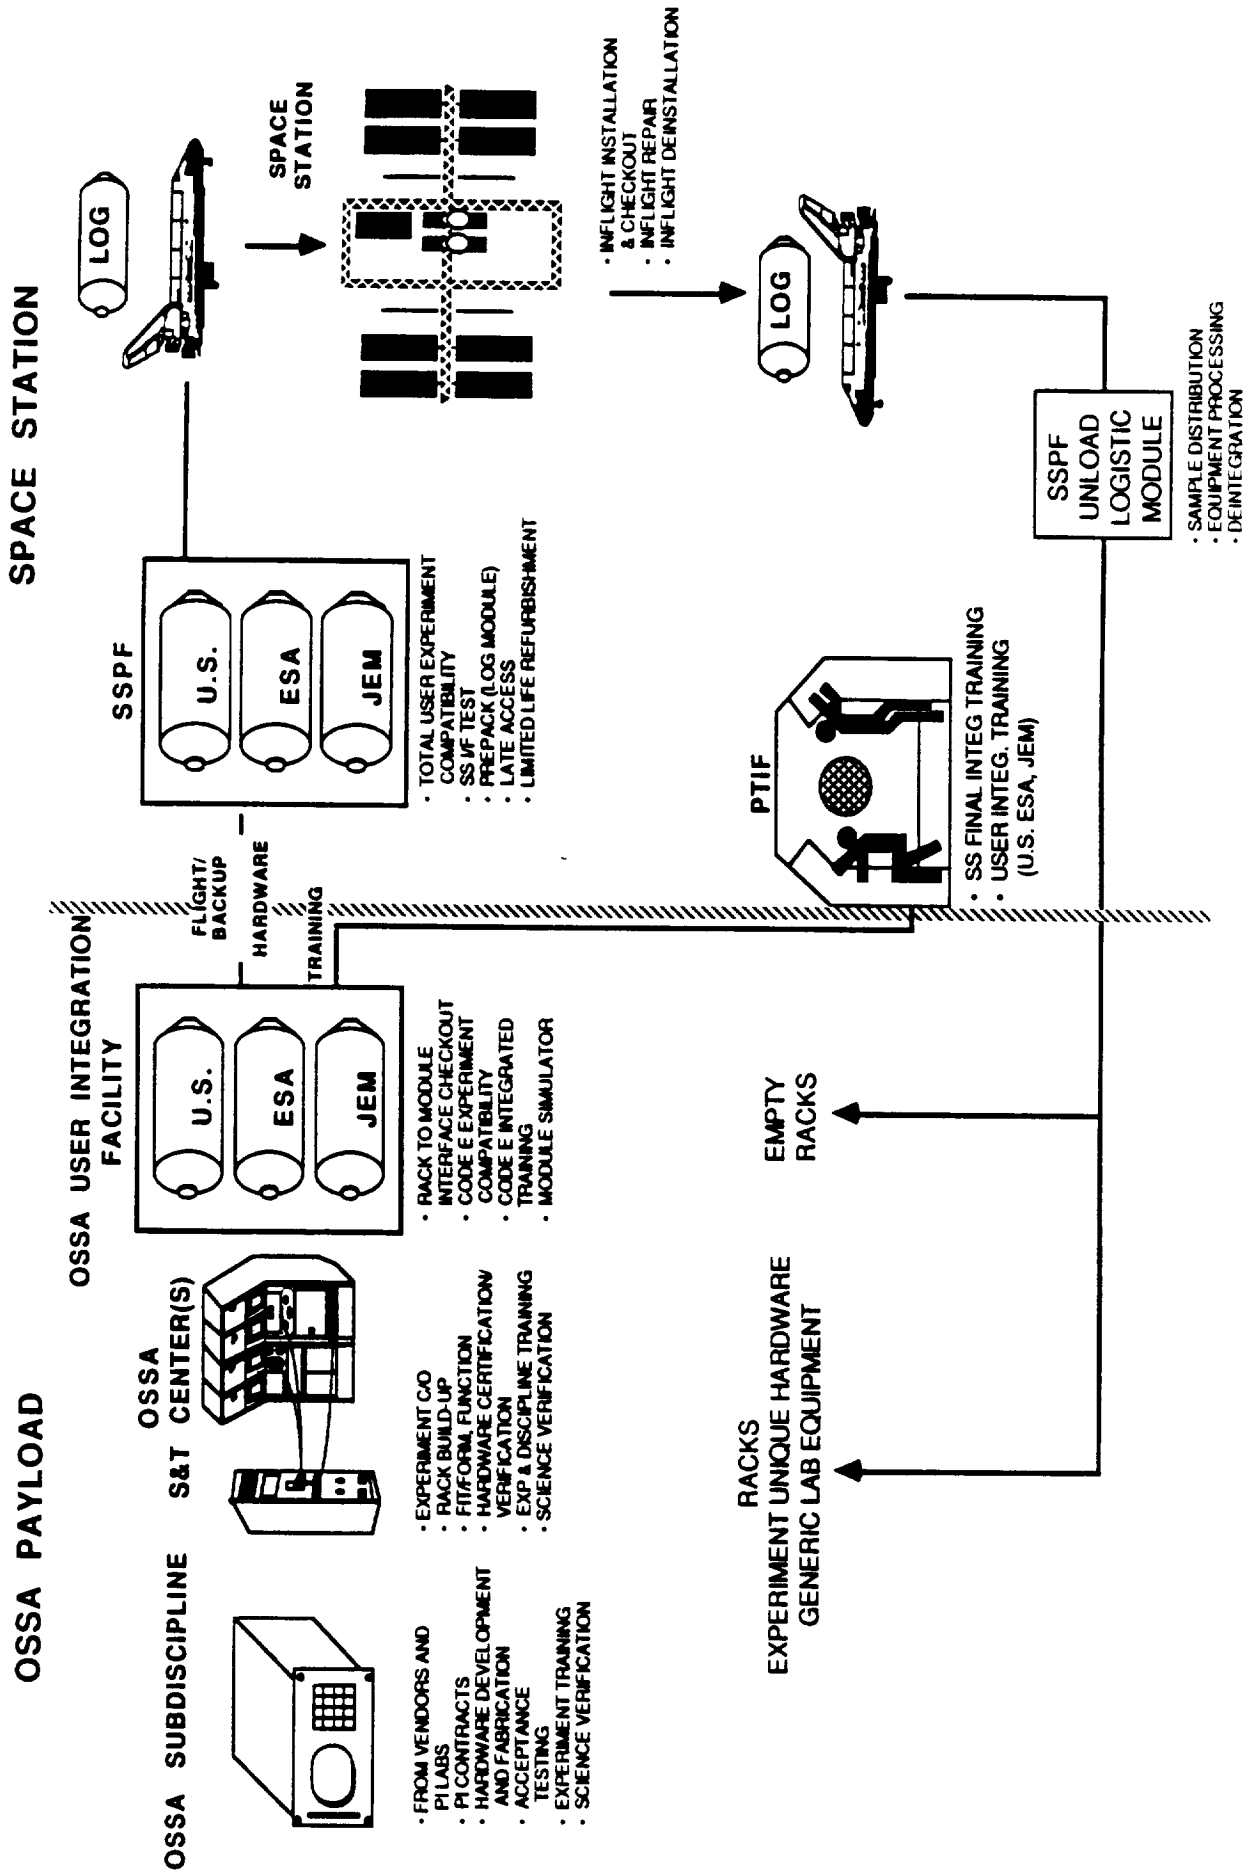 OSSA PAYLOAD
SPACE STATION
OSSA SUBDISCIPLINE
· FROM VENDORS AND
PI LABS
· PI CONTRACTS
· HARDWARE DEVELOPMENT
AND FABRICATION
· ACCEPTANCE
TESTING
· EXPERIMENT TRAINING
· SCIENCE VERIFICATION
OSSA
S&T CENTER(S)
· EXPERIMENT C/O
· RACK BUILD-UP
· FIT/FORM, FUNCTION
· HARDWARE CERTIFICATION/
VERIFICATION
· EXP & DISCIPLINE TRAINING
· SCIENCE VERIFICATION
OSSA USER INTEGRATION
FACILITY
U.S.
ESA
JEM
· RACK TO MODULE
INTERFACE CHECKOUT
· CODE E EXPERIMENT
COMPATIBILITY
· CODE E INTEGRATED
TRAINING
· MODULE SIMULATOR
FLIGHT/
BACKUP
HARDWARE
TRAINING
SSPF
U.S.
ESA
JEM
· TOTAL USER EXPERIMENT
COMPATIBILITY
· SS I/F TEST
· PREPACK (LOG MODULE)
· LATE ACCESS
· LIMITED LIFE REFURBISHMENT
LOG
SPACE
STATION
· INFLIGHT INSTALLATION
& CHECKOUT
· INFLIGHT REPAIR
· INFLIGHT DEINSTALLATION
LOG
PTIF
· SS FINAL INTEG TRAINING
· USER INTEG. TRAINING
(U.S. ESA, JEM)
SSPF
UNLOAD
LOGISTIC
MODULE
· SAMPLE DISTRIBUTION
· EQUIPMENT PROCESSING
· DEINTEGRATION
RACKS
EXPERIMENT UNIQUE HARDWARE
GENERIC LAB EQUIPMENT
EMPTY
RACKS